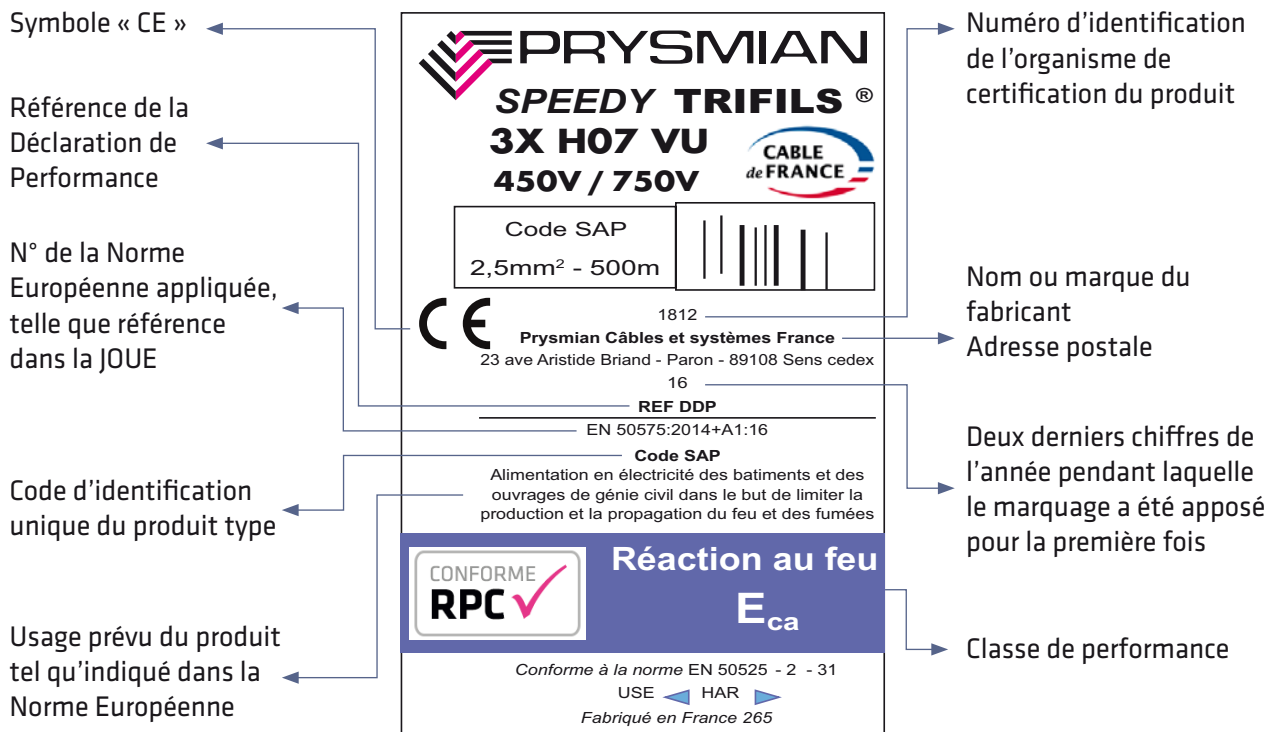 Symbole « CE »
Référence de la
Déclaration de
Performance
N° de la Norme
Européenne appliquée,
telle que référence
dans la JOUE
Code d’identification
unique du produit type
Usage prévu du produit
tel qu’indiqué dans la
Norme Européenne
PRYSMIAN
SPEEDY TRIFILS ®
3X H07 VU
450V / 750V
CABLE
de FRANCE
Code SAP
2,5mm² - 500m
CE
1812
Prysmian Câbles et systèmes France
23 ave Aristide Briand - Paron - 89108 Sens cedex
16
REF DDP
EN 50575:2014+A1:16
Code SAP
Alimentation en électricité des batiments et des
ouvrages de génie civil dans le but de limiter la
production et la propagation du feu et des fumées
CONFORME
RPC
Réaction au feu
Eca
Conforme à la norme EN 50525 - 2 - 31
USE HAR
Fabriqué en France 265
Numéro d’identification
de l’organisme de
certification du produit
Nom ou marque du
fabricant
Adresse postale
Deux derniers chiffres de
l’année pendant laquelle
le marquage a été apposé
pour la première fois
Classe de performance